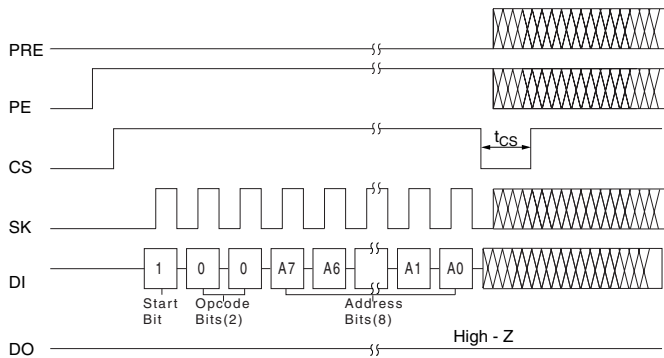 PRE
PE
CS
tCS
SK
DI
1 0 0 A7 A6 A1 A0
Start Bit
Opcode Bits(2)
Address Bits(8)
DO
High - Z